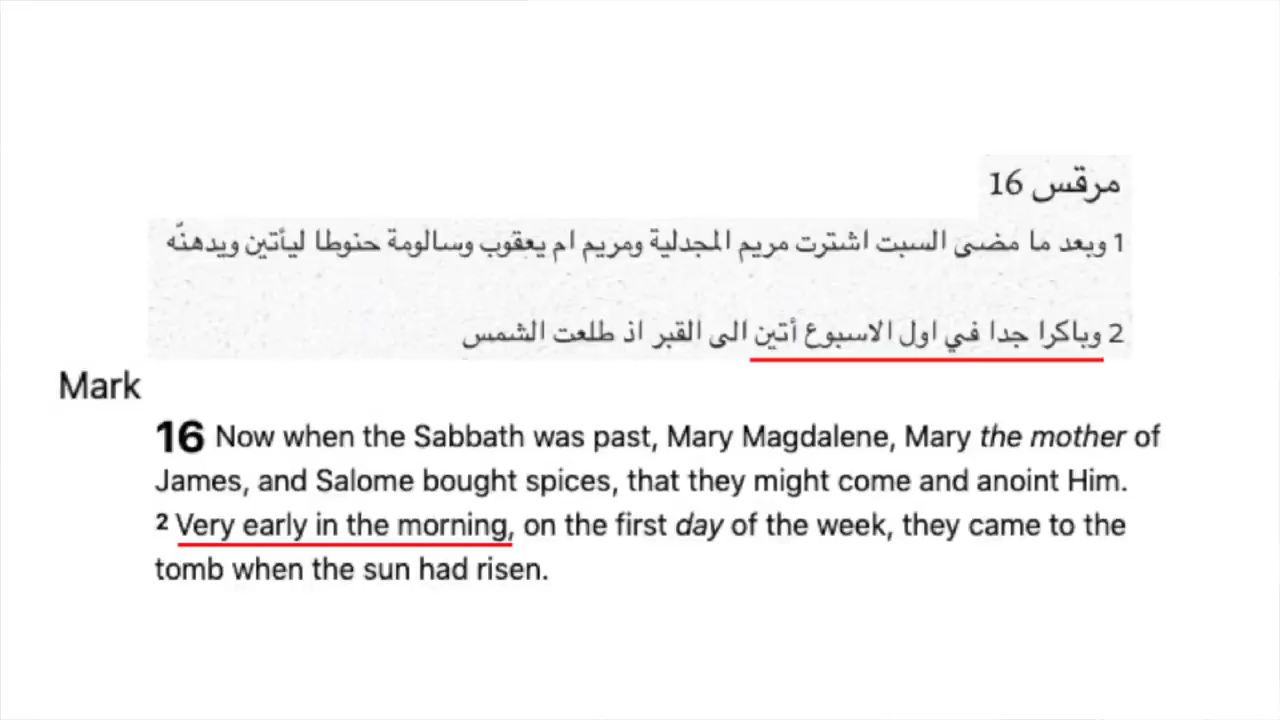 مرقس 16
1 وبعد ما مضى السبت اشترت مريم المجدلية ومريم ام يعقوب وسالومة حنوطا ليأتين ويدهنّه
2 وباكرا جدا في اول الاسبوع أتين الى القبر اذ طلعت الشمس
Mark
16 Now when the Sabbath was past, Mary Magdalene, Mary the mother of
James, and Salome bought spices, that they might come and anoint Him.
2 Very early in the morning, on the first day of the week, they came to the
tomb when the sun had risen.